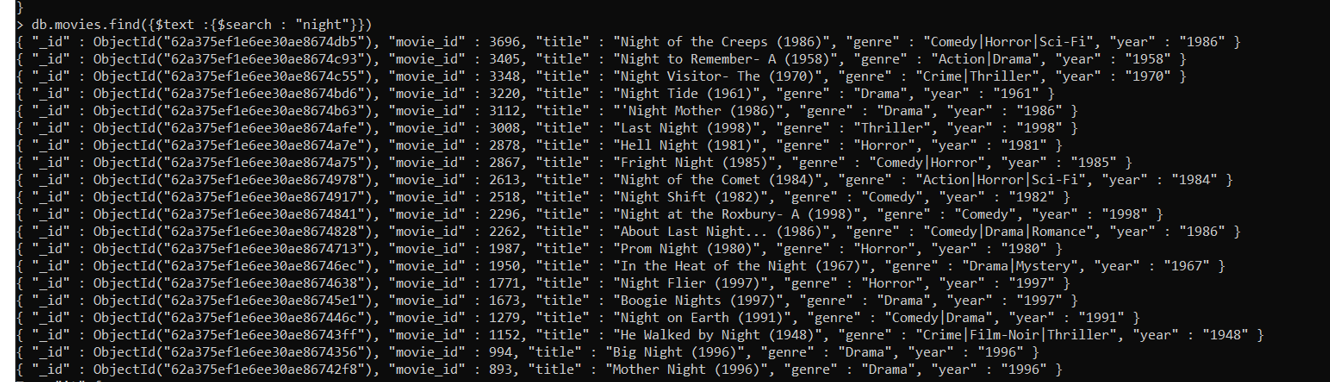 }
> db.movies.find({$text :{$search : "night"}})
{ "_id" : ObjectId("62a375ef1e6ee30ae8674db5"), "movie_id" : 3696, "title" : "Night of the Creeps (1986)", "genre" : "Comedy|Horror|Sci-Fi", "year" : "1986" }
{ "_id" : ObjectId("62a375ef1e6ee30ae8674c93"), "movie_id" : 3405, "title" : "Night to Remember- A (1958)", "genre" : "Action|Drama", "year" : "1958" }
{ "_id" : ObjectId("62a375ef1e6ee30ae8674c55"), "movie_id" : 3348, "title" : "Night Visitor- The (1970)", "genre" : "Crime|Thriller", "year" : "1970" }
{ "_id" : ObjectId("62a375ef1e6ee30ae8674bd6"), "movie_id" : 3220, "title" : "Night Tide (1961)", "genre" : "Drama", "year" : "1961" }
{ "_id" : ObjectId("62a375ef1e6ee30ae8674b63"), "movie_id" : 3112, "title" : "'Night Mother (1986)", "genre" : "Drama", "year" : "1986" }
{ "_id" : ObjectId("62a375ef1e6ee30ae8674afe"), "movie_id" : 3008, "title" : "Last Night (1998)", "genre" : "Thriller", "year" : "1998" }
{ "_id" : ObjectId("62a375ef1e6ee30ae8674a7e"), "movie_id" : 2878, "title" : "Hell Night (1981)", "genre" : "Horror", "year" : "1981" }
{ "_id" : ObjectId("62a375ef1e6ee30ae8674a75"), "movie_id" : 2867, "title" : "Fright Night (1985)", "genre" : "Comedy|Horror", "year" : "1985" }
{ "_id" : ObjectId("62a375ef1e6ee30ae8674978"), "movie_id" : 2613, "title" : "Night of the Comet (1984)", "genre" : "Action|Horror|Sci-Fi", "year" : "1984" }
{ "_id" : ObjectId("62a375ef1e6ee30ae8674917"), "movie_id" : 2518, "title" : "Night Shift (1982)", "genre" : "Comedy", "year" : "1982" }
{ "_id" : ObjectId("62a375ef1e6ee30ae8674841"), "movie_id" : 2296, "title" : "Night at the Roxbury- A (1998)", "genre" : "Comedy", "year" : "1998" }
{ "_id" : ObjectId("62a375ef1e6ee30ae8674828"), "movie_id" : 2262, "title" : "About Last Night... (1986)", "genre" : "Comedy|Drama|Romance", "year" : "1986" }
{ "_id" : ObjectId("62a375ef1e6ee30ae8674713"), "movie_id" : 1987, "title" : "Prom Night (1980)", "genre" : "Horror", "year" : "1980" }
{ "_id" : ObjectId("62a375ef1e6ee30ae86746ec"), "movie_id" : 1950, "title" : "In the Heat of the Night (1967)", "genre" : "Drama|Mystery", "year" : "1967" }
{ "_id" : ObjectId("62a375ef1e6ee30ae8674638"), "movie_id" : 1771, "title" : "Night Flier (1997)", "genre" : "Horror", "year" : "1997" }
{ "_id" : ObjectId("62a375ef1e6ee30ae86745e1"), "movie_id" : 1673, "title" : "Boogie Nights (1997)", "genre" : "Drama", "year" : "1997" }
{ "_id" : ObjectId("62a375ef1e6ee30ae867446c"), "movie_id" : 1279, "title" : "Night on Earth (1991)", "genre" : "Comedy|Drama", "year" : "1991" }
{ "_id" : ObjectId("62a375ef1e6ee30ae86743ff"), "movie_id" : 1152, "title" : "He Walked by Night (1948)", "genre" : "Crime|Film-Noir|Thriller", "year" : "1948" }
{ "_id" : ObjectId("62a375ef1e6ee30ae8674356"), "movie_id" : 994, "title" : "Big Night (1996)", "genre" : "Drama", "year" : "1996" }
{ "_id" : ObjectId("62a375ef1e6ee30ae86742f8"), "movie_id" : 893, "title" : "Mother Night (1996)", "genre" : "Drama", "year" : "1996" }